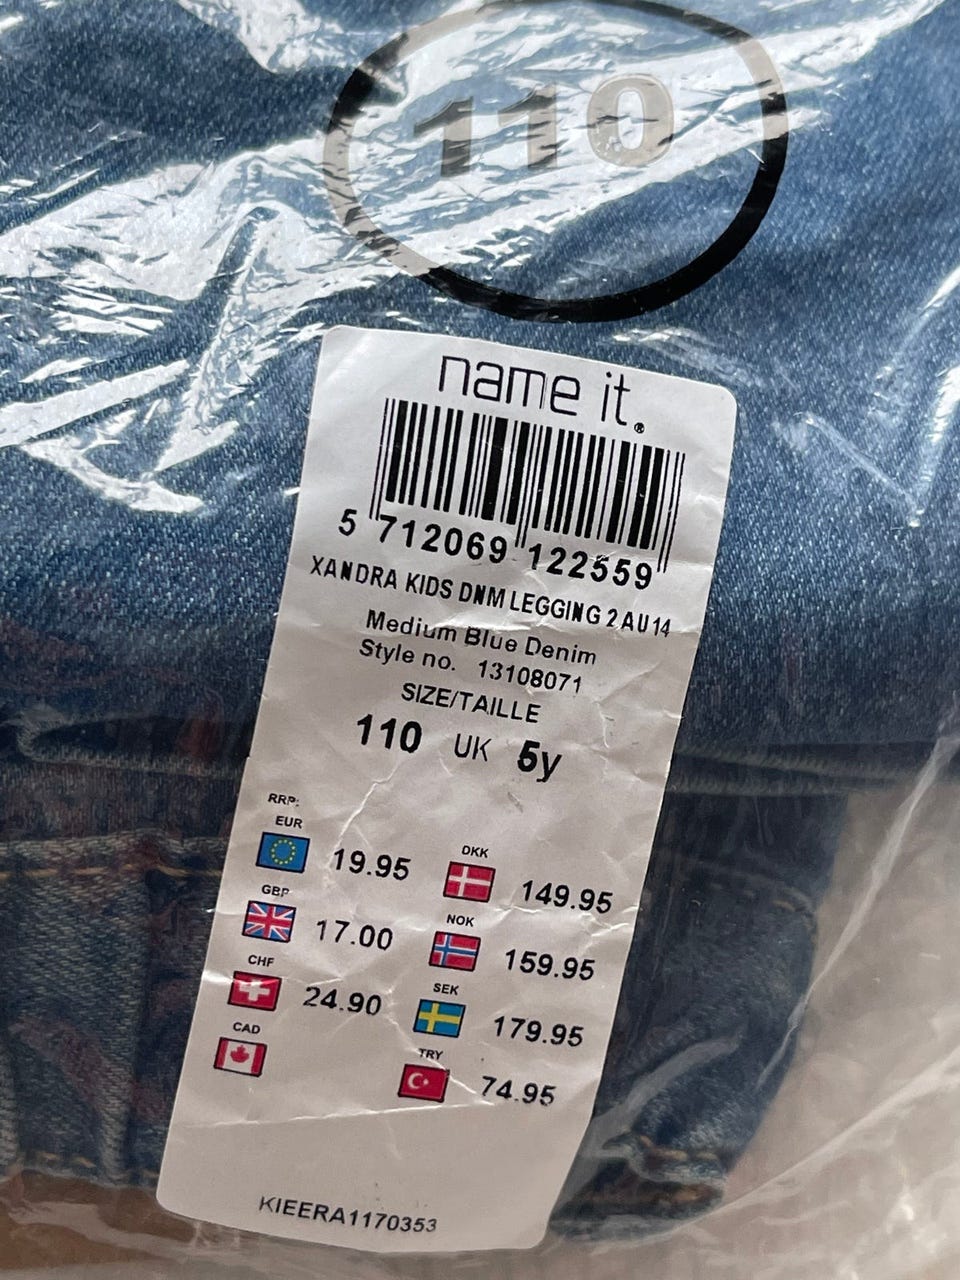 110
name it.®
5 712069 122559
XANDRA KIDS DNM LEGGING 2 AU14
Medium Blue Denim
Style no. 13108071
SIZE/TAILLE
110 UK 5y
RRP:
EUR 19.95
DKK 149.95
GBP 17.00
NOK 159.95
CHF 24.90
SEK 179.95
CAD
TRY 74.95
KIEERA1170353